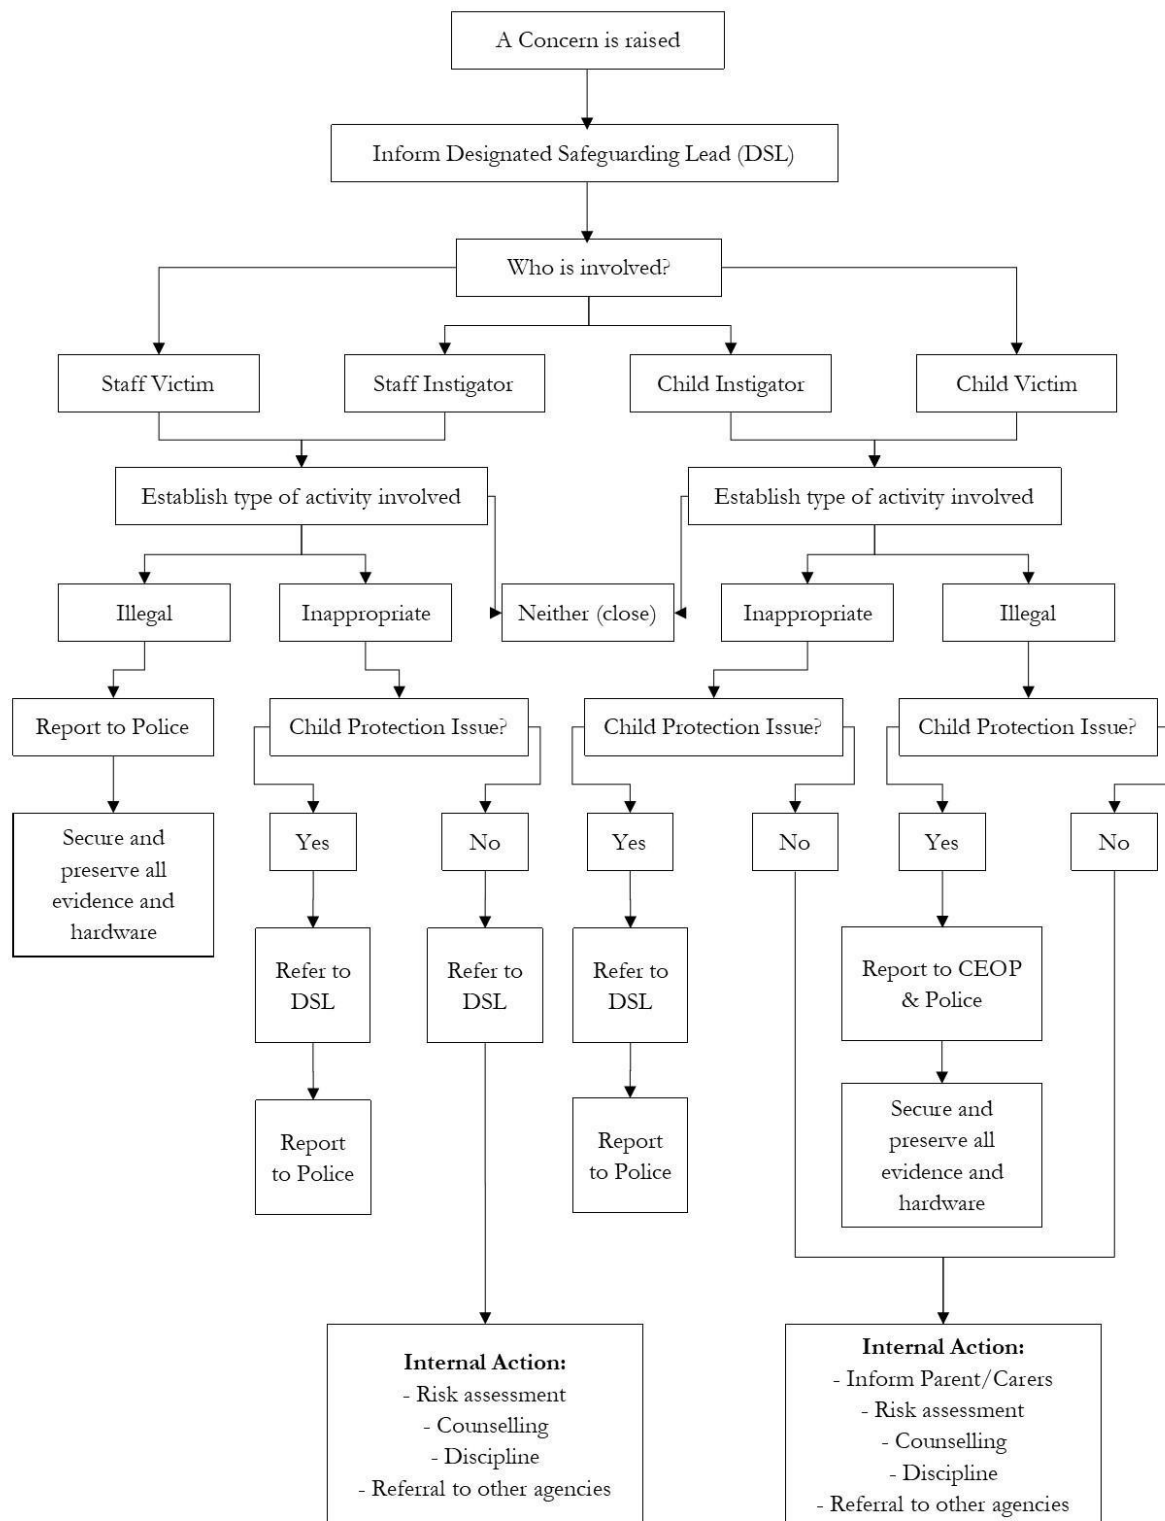 A Concern is raised
Inform Designated Safeguarding Lead (DSL)
Who is involved?
Staff Victim
Staff Instigator
Child Instigator
Child Victim
Establish type of activity involved
Establish type of activity involved
Illegal
Inappropriate
Neither (close)
Inappropriate
Illegal
Report to Police
Child Protection Issue?
Child Protection Issue?
Child Protection Issue?
Secure and
preserve all
evidence and
hardware
Yes
No
Yes
No
Yes
No
Refer to
DSL
Refer to
DSL
Refer to
DSL
Report to CEOP
& Police
Report
to Police
Report
to Police
Secure and
preserve all
evidence and
hardware
Internal Action:
- Risk assessment
- Counselling
- Discipline
- Referral to other agencies
Internal Action:
- Inform Parent/Carers
- Risk assessment
- Counselling
- Discipline
- Referral to other agencies